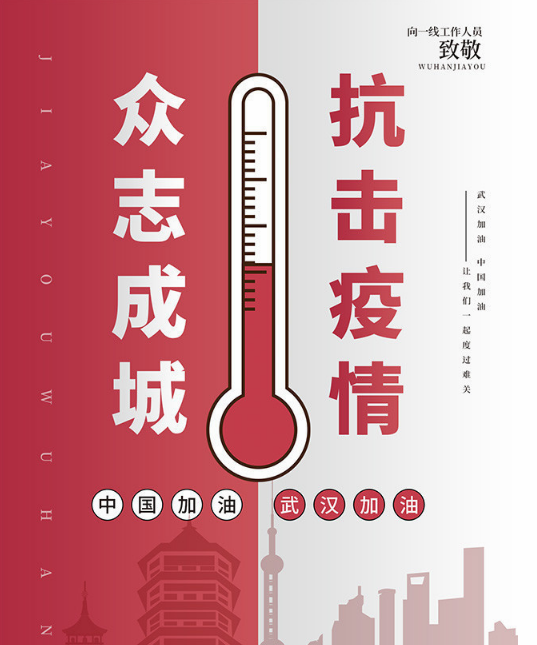 向一线工作人员
致敬
WUHANJIAYOU
众志成城
抗击疫情
武汉加油 中国加油
让我们一起度过难关
中国加油
武汉加油
JIAYOUWUHAN